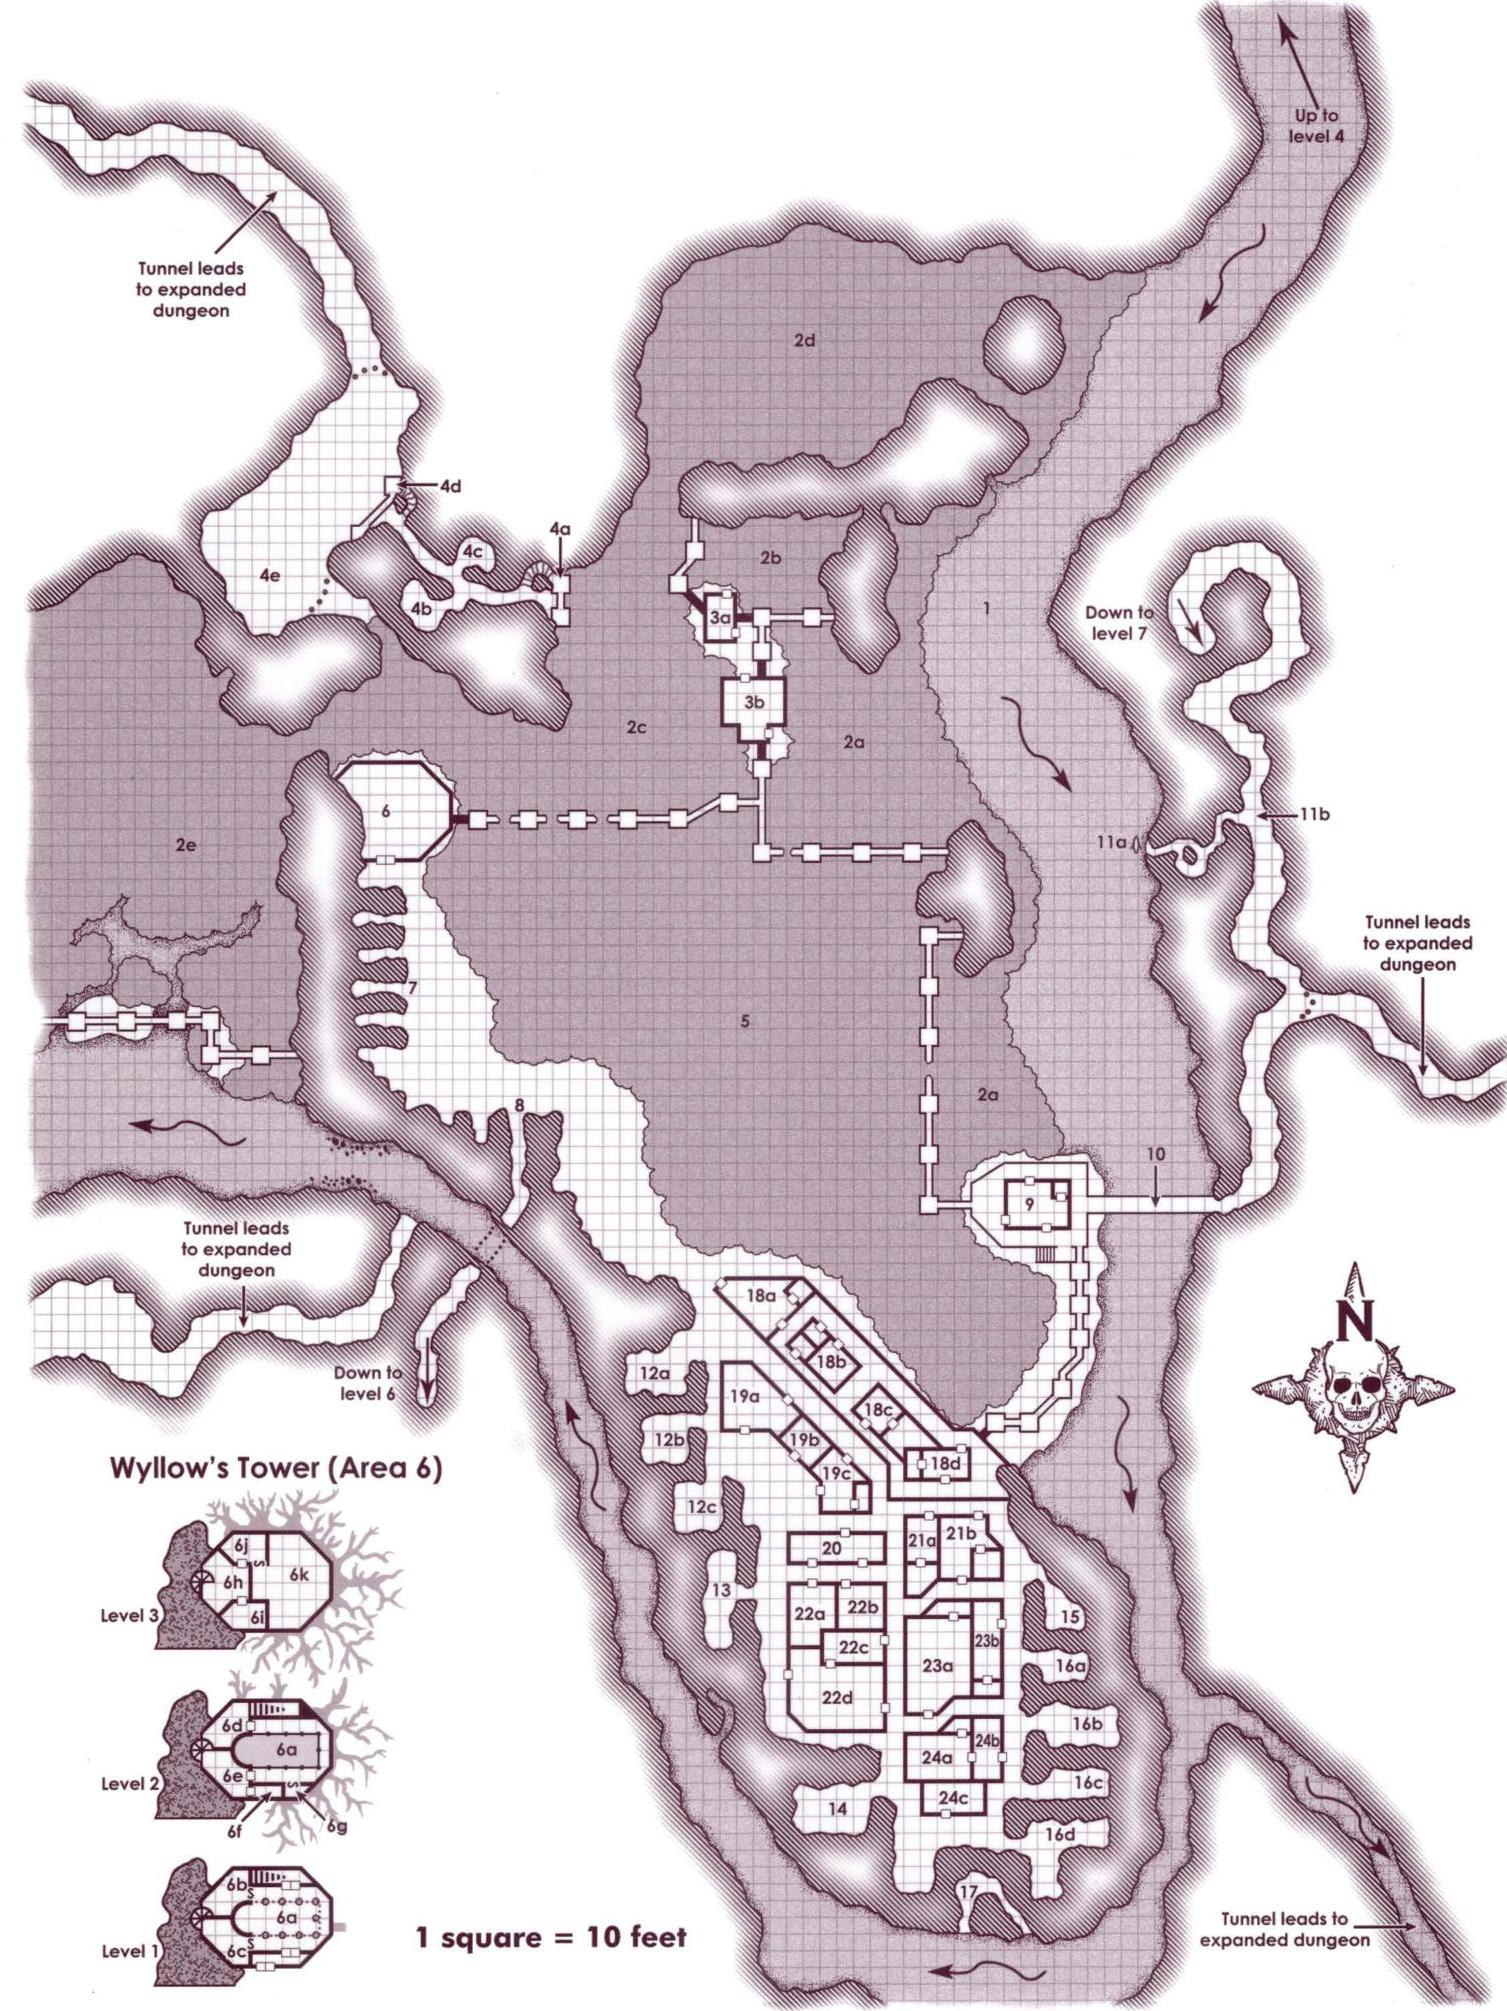 Up to
level 4
Tunnel leads
to expanded
dungeon
2d
4d
4a
4c
2b
4e
4b
3a
1
Down to
level 7
3b
2c
2a
6
11b
11a
2e
Tunnel leads
to expanded
dungeon
7
5
2a
8
10
9
Tunnel leads
to expanded
dungeon
18a
N
Down to
level 6
12a
18b
19a
18c
12b
19b
18d
19c
Wyllow's Tower (Area 6)
12c
21a
21b
20
6j
6h
6k
6i
Level 3
13
22a
22b
15
22c
23b
23a
16a
22d
6d
6a
6e
Level 2
6f
6g
16b
24b
24a
16c
24c
14
16d
6b
S
6a
S
6c
Level 1
17
1 square = 10 feet
Tunnel leads to
expanded dungeon